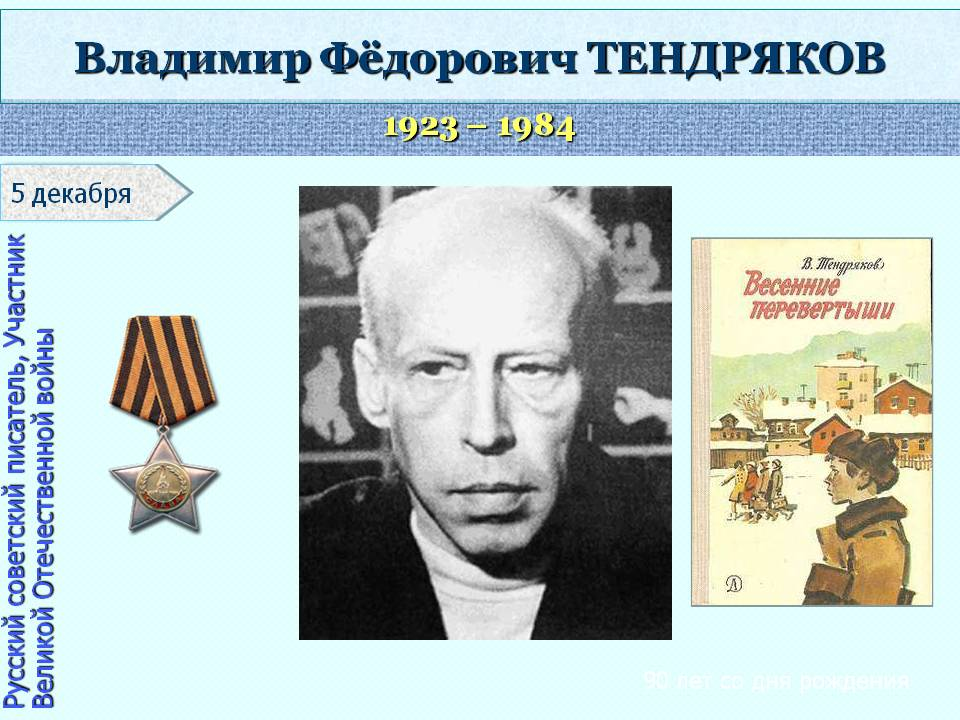 Владимир Фёдорович ТЕНДРЯКОВ
1923 – 1984
5 декабря
Русский советский писатель, Участник
Великой Отечественной войны
В. Тендряков
Весенние
перевертыши
90 лет со дня рождения